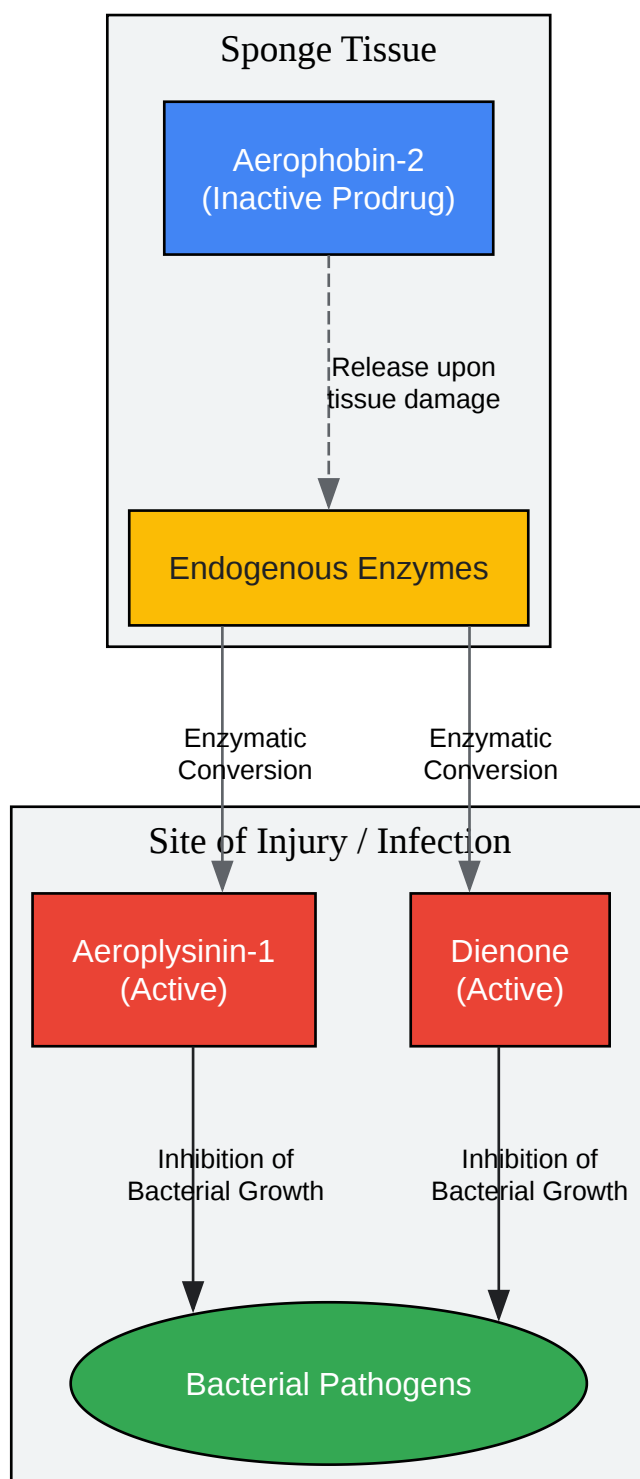 Sponge Tissue
Aerophobin-2
(Inactive Prodrug)
Release upon
tissue damage
Endogenous Enzymes
Enzymatic
Conversion
Enzymatic
Conversion
Site of Injury / Infection
Aeroplysinin-1
(Active)
Dienone
(Active)
Inhibition of
Bacterial Growth
Inhibition of
Bacterial Growth
Bacterial Pathogens